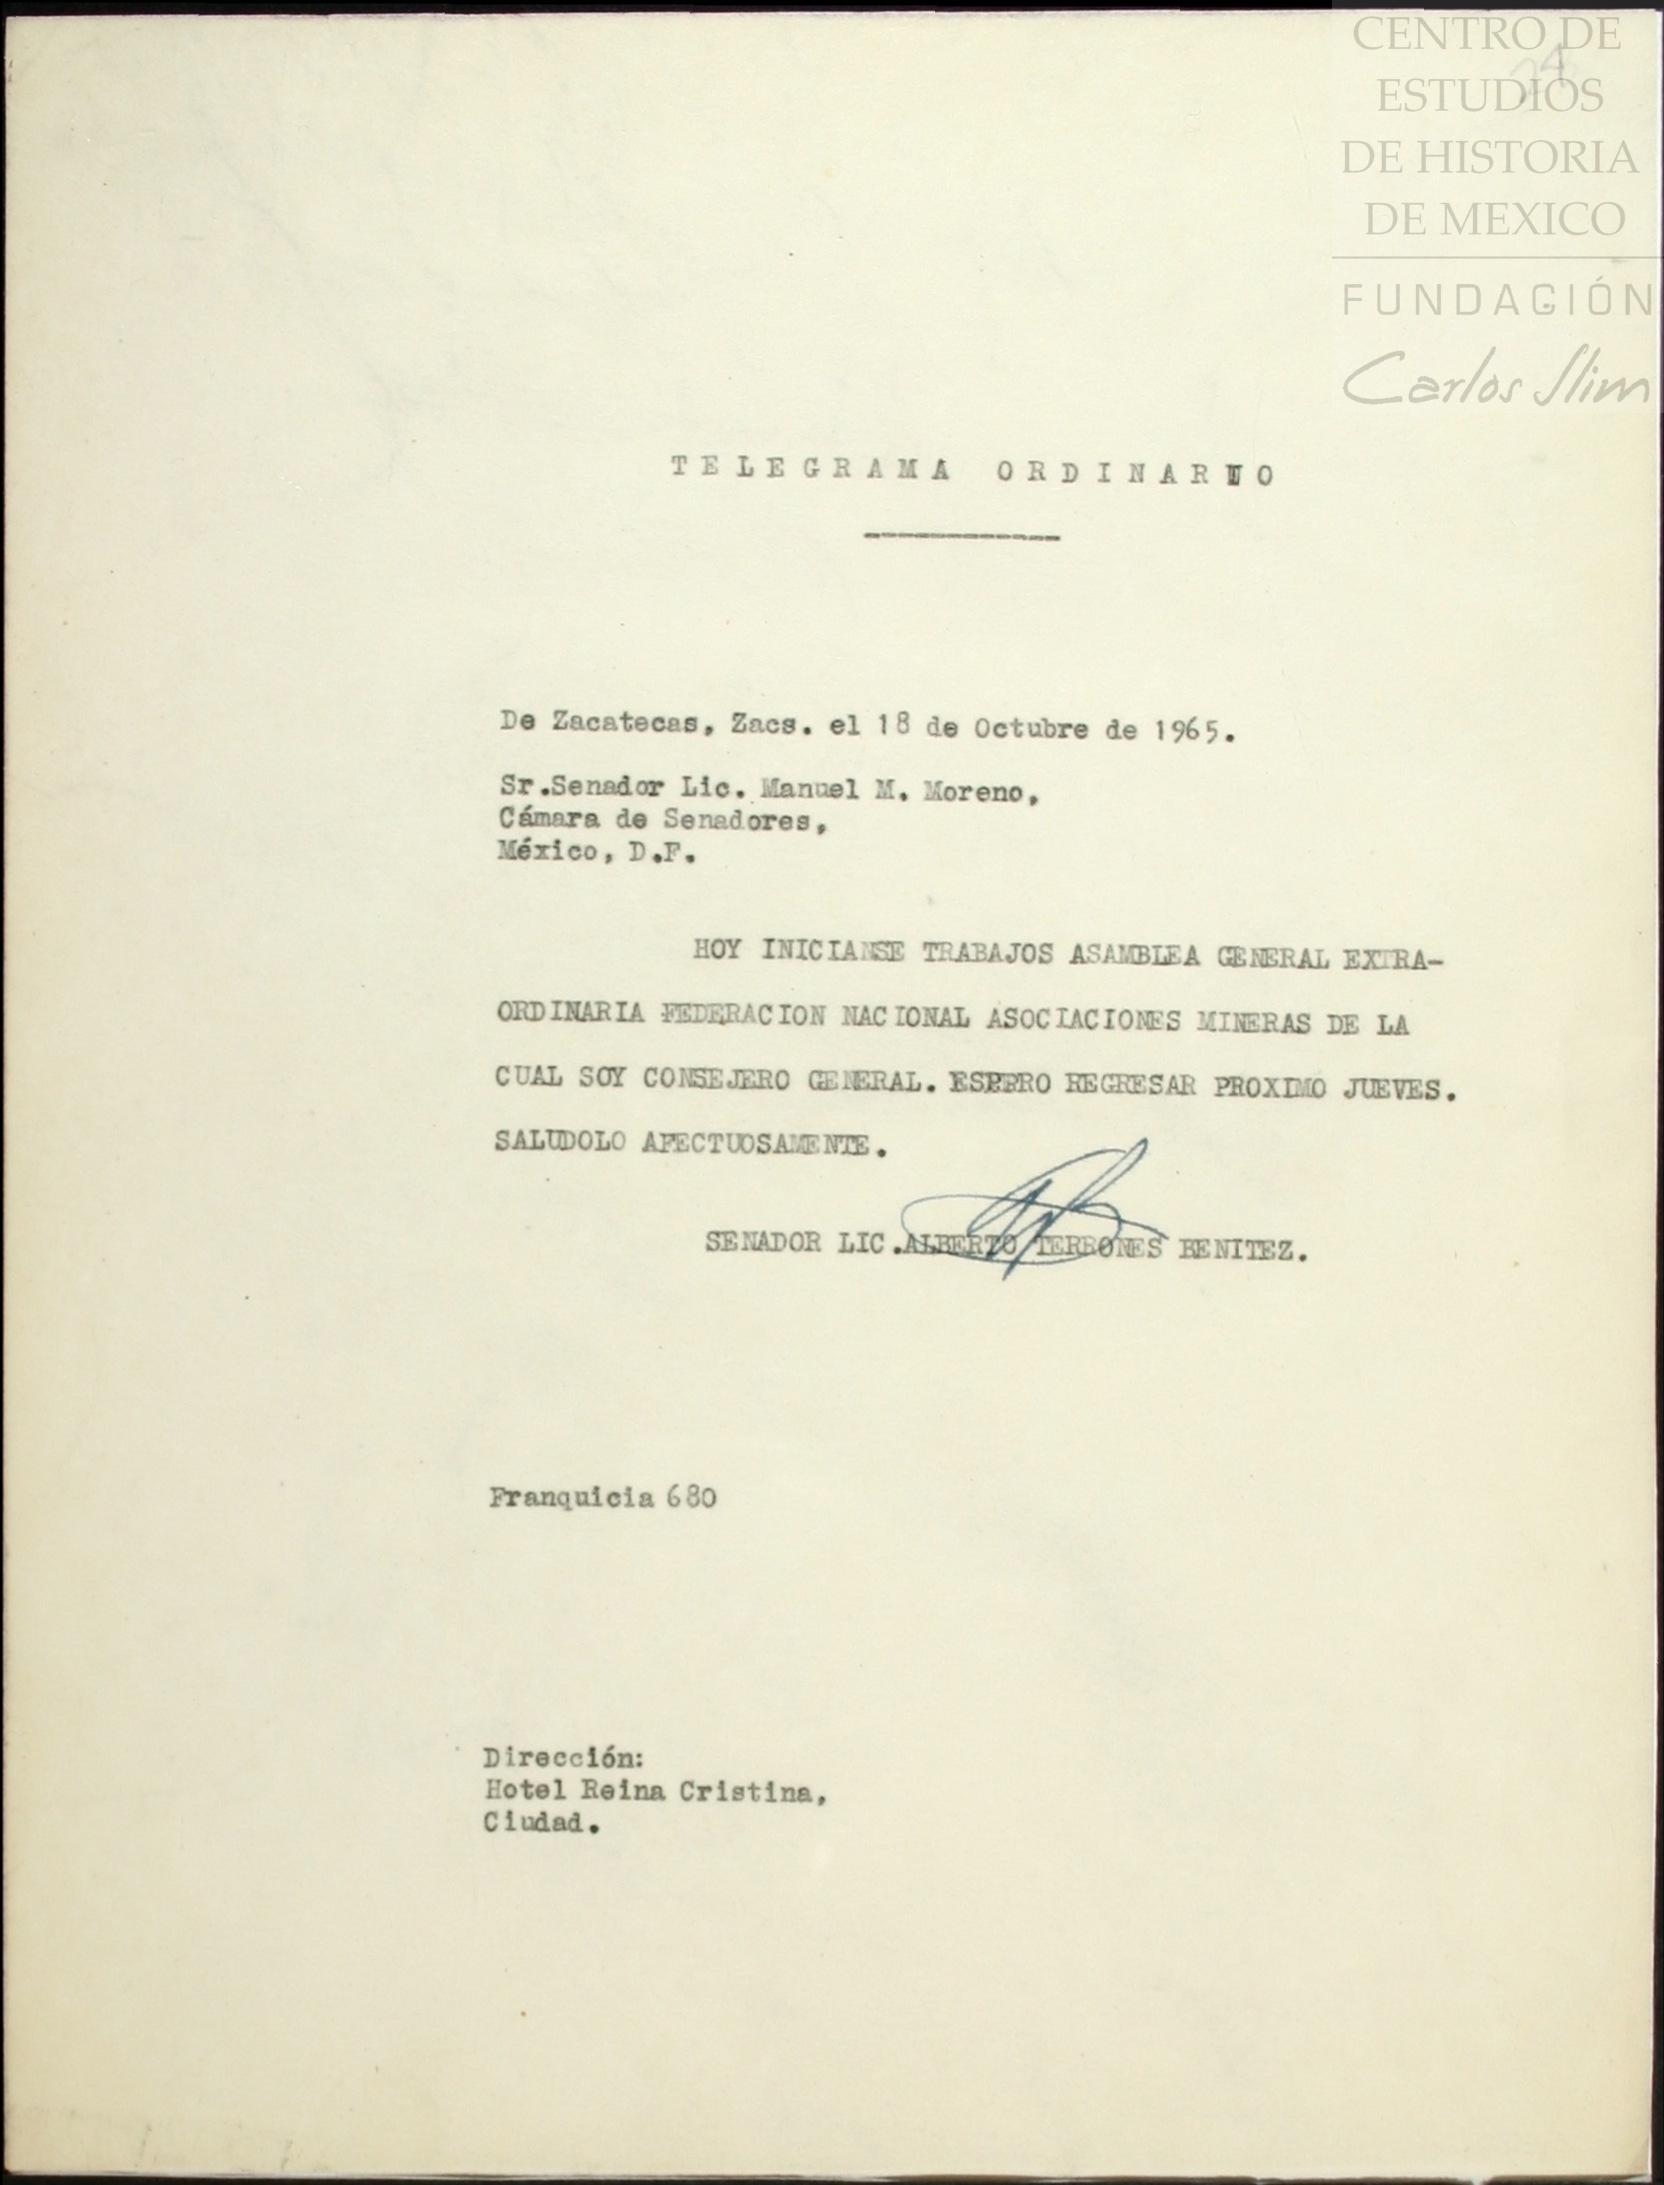 CENTRO DE
ESTUDIOS
DE HISTORIA
DE MEXICO
FUNDACIÓN
Carlos Slim
24
TELEGRAMA ORDINARIO
De Zacatecas, Zacs. el 18 de Octubre de 1965.
Sr.Senador Lic. Manuel M. Moreno,
Cámara de Senadores,
México, D.F.
HOY INICIANSE TRABAJOS ASAMBLEA GENERAL EXTRA-
ORDINARIA FEDERACION NACIONAL ASOCIACIONES MINERAS DE LA
CUAL SOY CONSEJERO GENERAL. ESPERO REGRESAR PROXIMO JUEVES.
SALUDOLO AFECTUOSAMENTE.
SENADOR LIC.ALBERTO TERRONES BENITEZ.
Franquicia 680
Dirección:
Hotel Reina Cristina,
Ciudad.